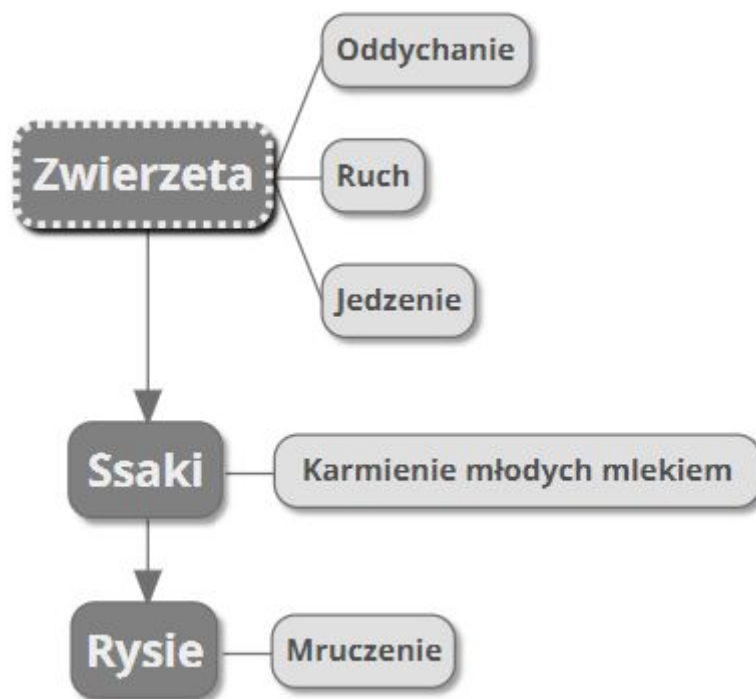 Oddychanie
Zwierzeta
Ruch
Jedzenie
Ssaki
Karmienie młodych mlekiem
Rysie
Mruczenie